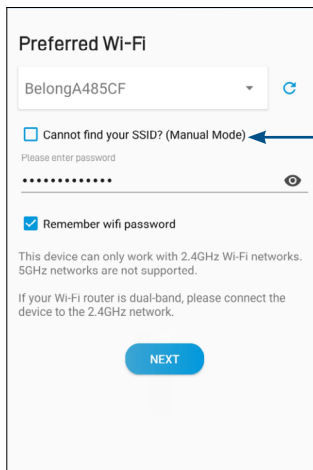 Preferred Wi-Fi
BelongA485CF
Cannot find your SSID? (Manual Mode)
Please enter password
•••••••••••••
Remember wifi password
This device can only work with 2.4GHz Wi-Fi networks.
5GHz networks are not supported.
If your Wi-Fi router is dual-band, please connect the
device to the 2.4GHz network.
NEXT